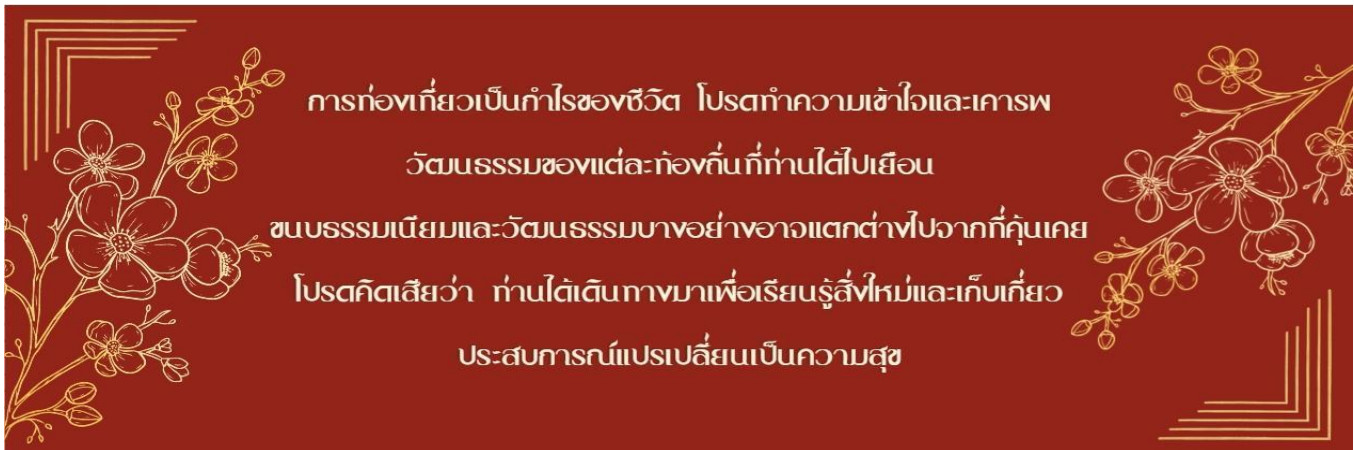 การท่องเที่ยวเป็นกำไรของชีวิต โปรดทำความเข้าใจและเคารพ
วัฒนธรรมของแต่ละท้องถิ่นที่ท่านได้ไปเยือน
ขนบธรรมเนียมและวัฒนธรรมบางอย่างอาจแตกต่างไปจากที่คุ้นเคย
โปรดคิดเสียว่า ท่านได้เดินทางมาเพื่อเรียนรู้สิ่งใหม่และเก็บเกี่ยว
ประสบการณ์แปรเปลี่ยนเป็นความสุข